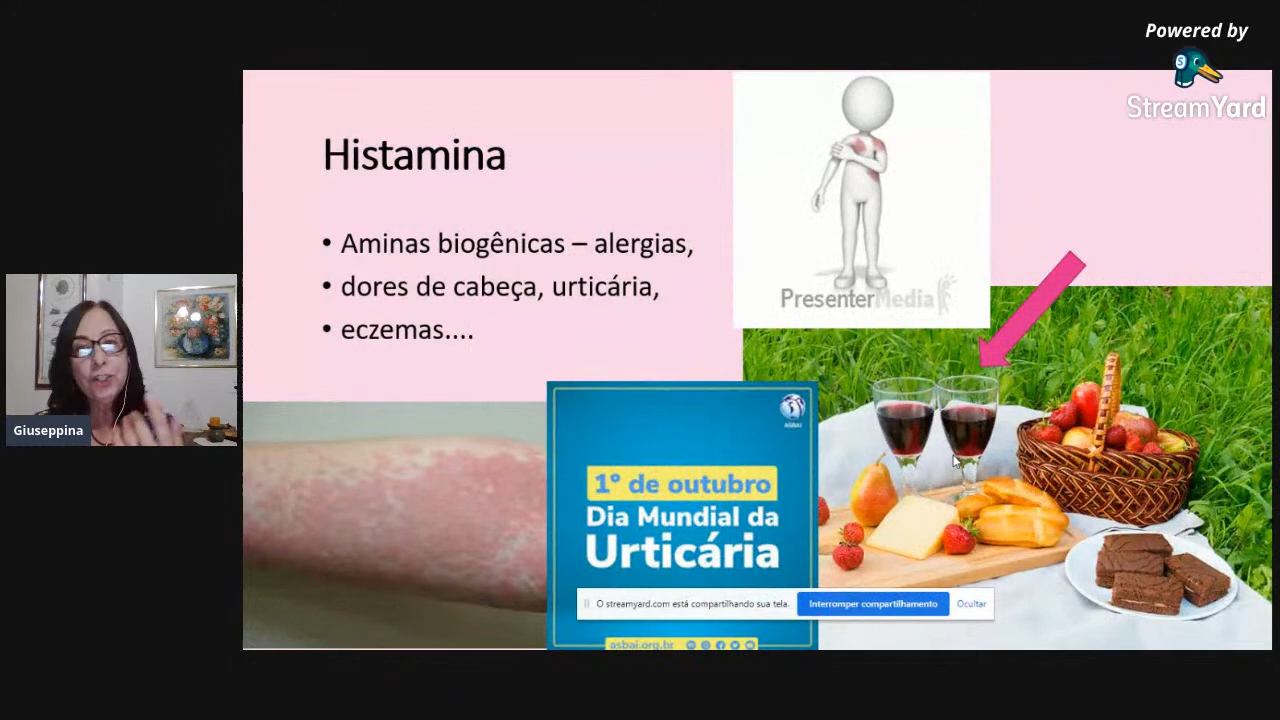 Powered by
StreamYard
Histamina
• Aminas biogênicas – alergias,
• dores de cabeça, urticária,
• eczemas....
PresenterMedia
Giuseppina
ASBAI
1º de outubro
Dia Mundial da
Urticária
O streamyard.com está compartilhando sua tela.
Interromper compartilhamento
Ocultar
asbai.org.br